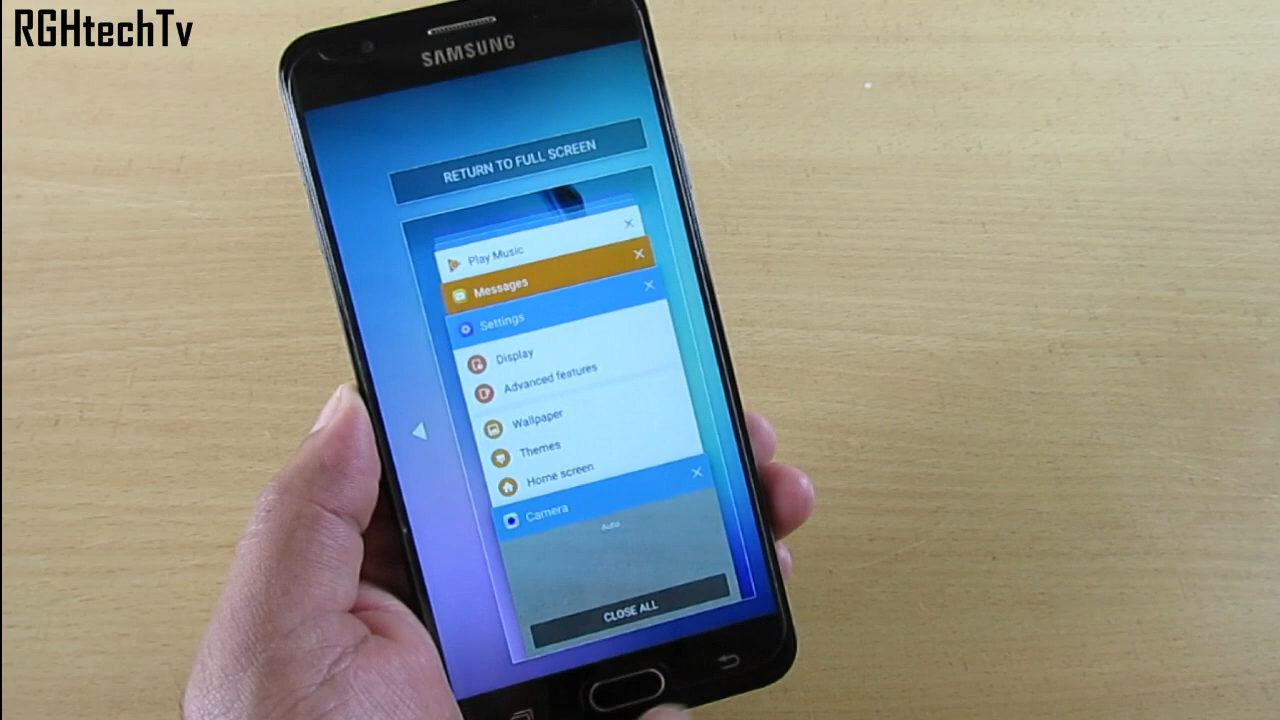 RGHtechTv
SAMSUNG
RETURN TO FULL SCREEN
Play Music
Messages
Settings
Display
Advanced features
Wallpaper
Themes
Home screen
Camera
Auto
CLOSE ALL